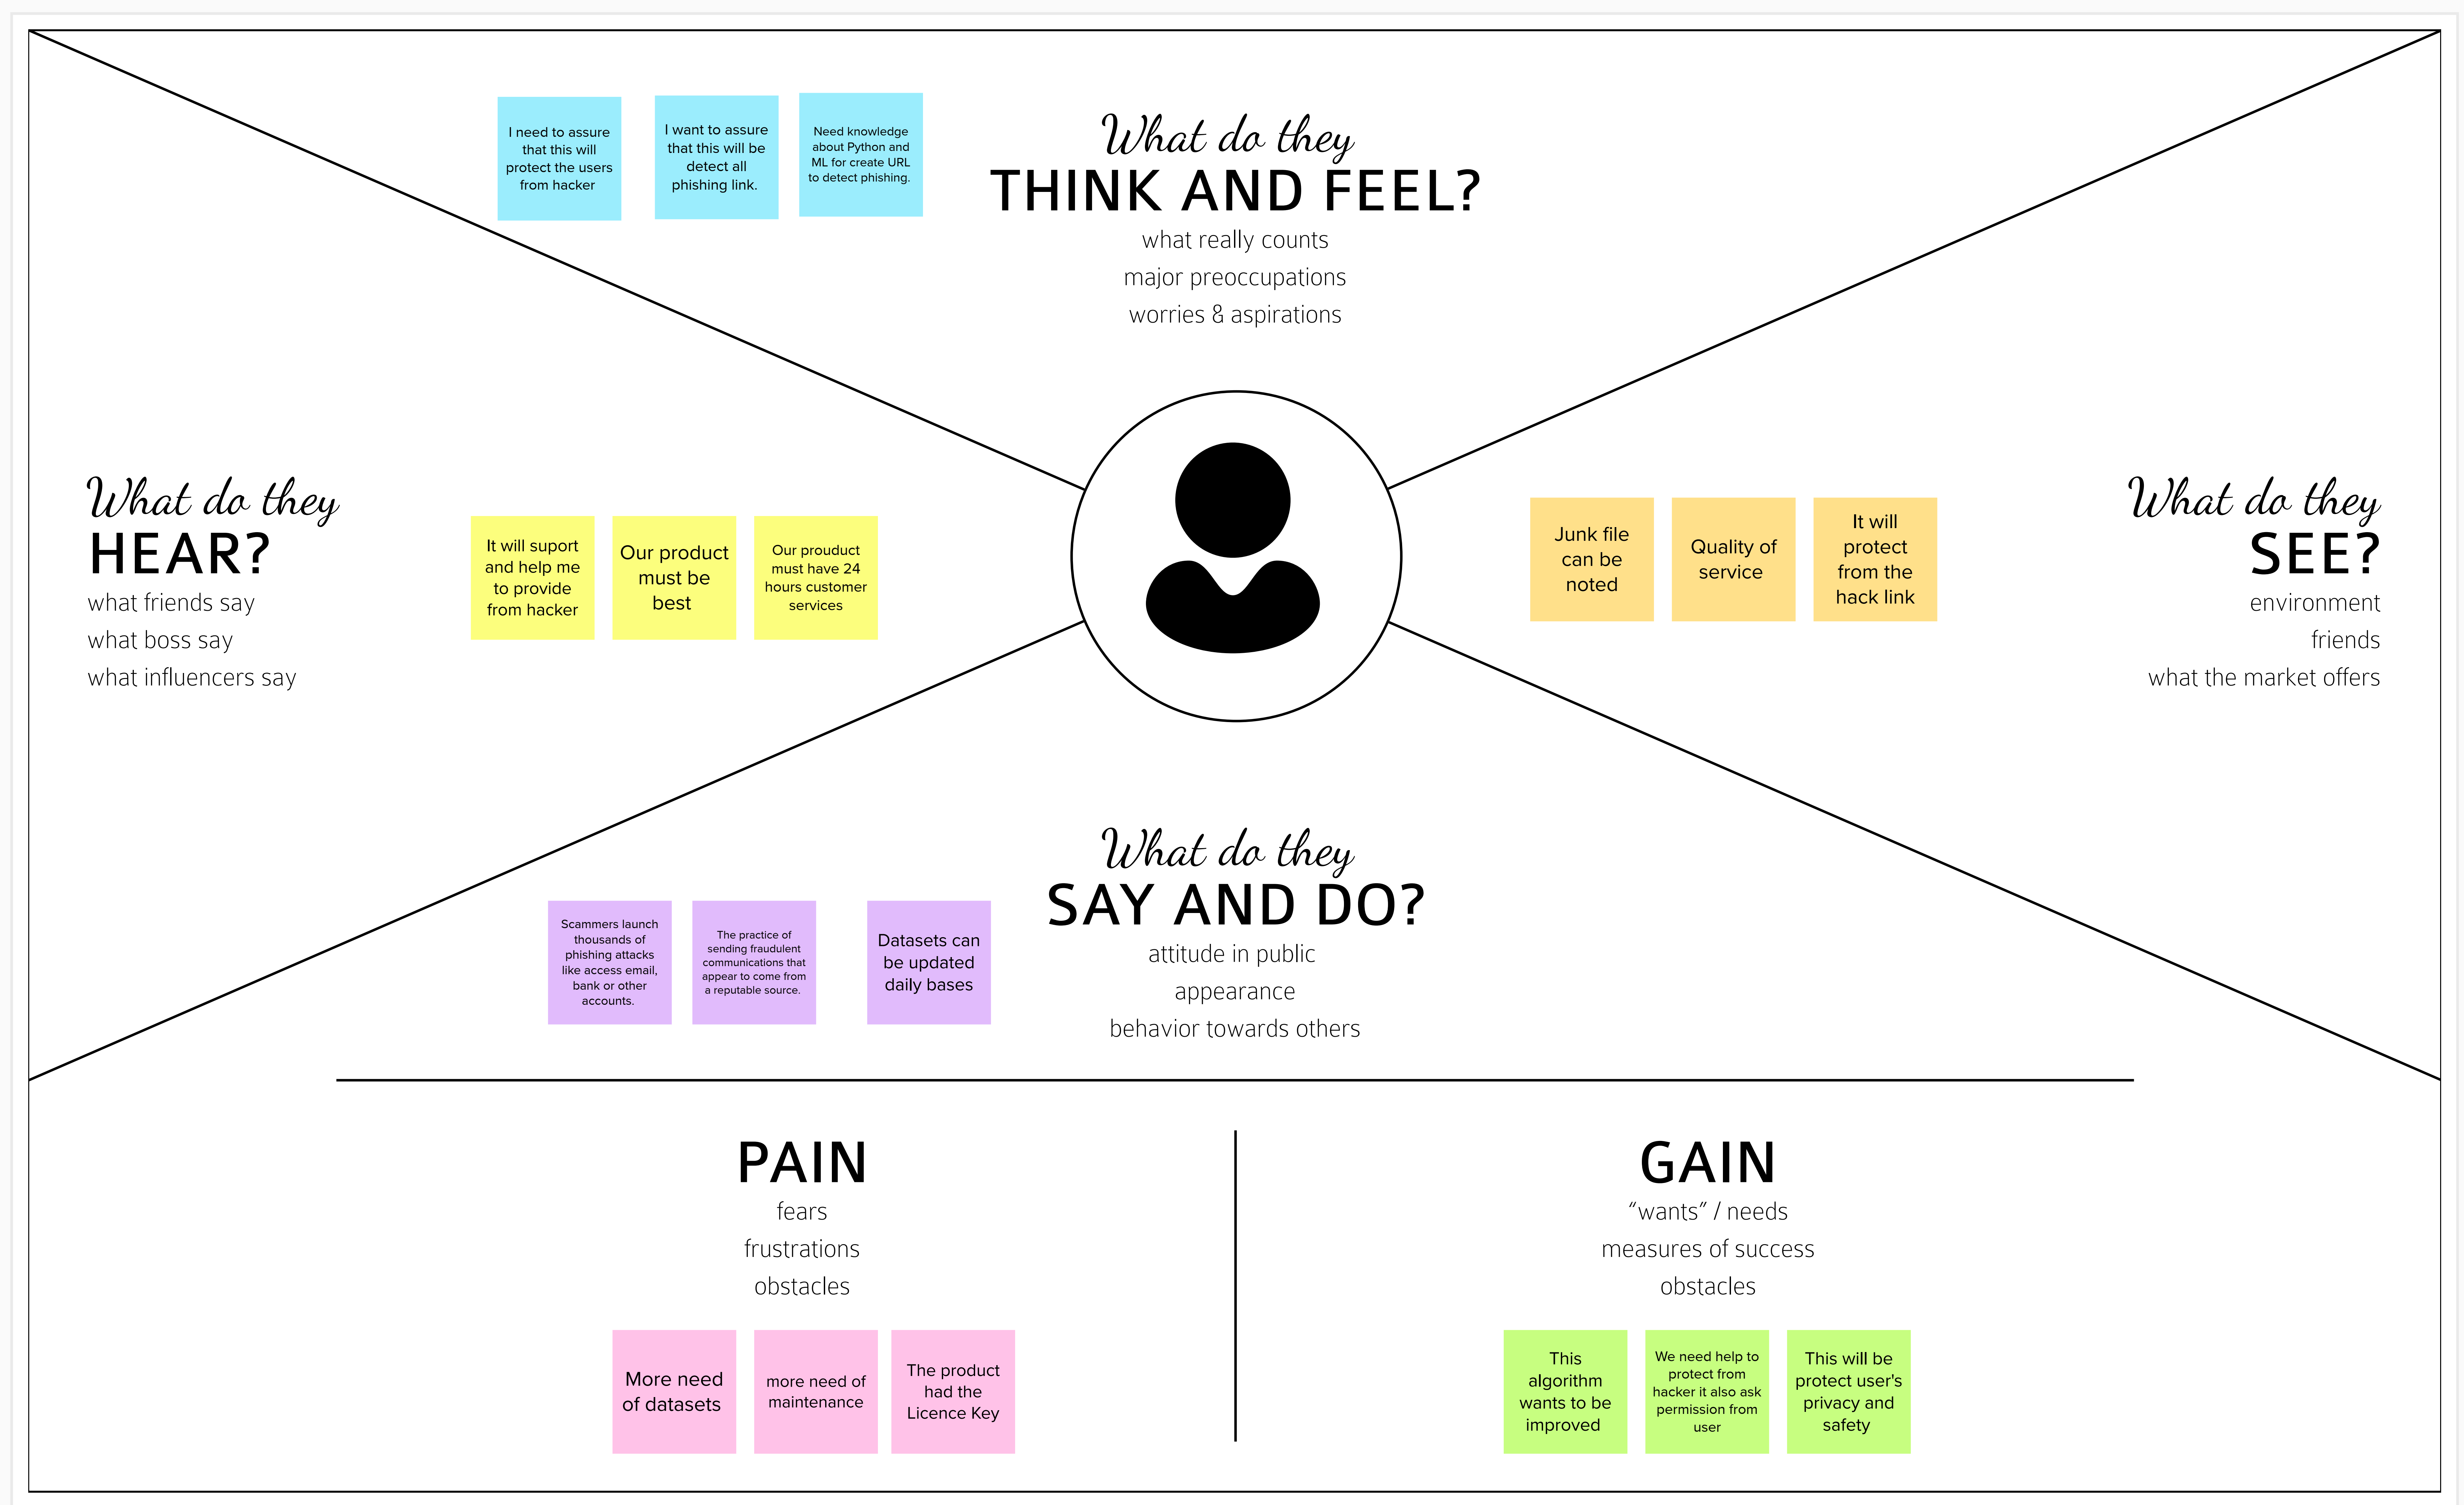 I need to assure
that this will
protect the users
from hacker
I want to assure
that this will be
detect all
phishing link.
Need knowledge
about Python and
ML for create URL
to detect phishing.
What do they
THINK AND FEEL?
what really counts
major preoccupations
worries & aspirations
What do they
HEAR?
what friends say
what boss say
what influencers say
It will suport
and help me
to provide
from hacker
Our product
must be
best
Our prouduct
must have 24
hours customer
services
Junk file
can be
noted
Quality of
service
It will
protect
from the
hack link
What do they
SEE?
environment
friends
what the market offers
What do they
SAY AND DO?
attitude in public
appearance
behavior towards others
Scammers launch
thousands of
phishing attacks
like access email,
bank or other
accounts.
The practice of
sending fraudulent
communications that
appear to come from
a reputable source.
Datasets can
be updated
daily bases
PAIN
fears
frustrations
obstacles
More need
of datasets
more need of
maintenance
The product
had the
Licence Key
GAIN
“wants” / needs
measures of success
obstacles
This
algorithm
wants to be
improved
We need help to
protect from
hacker it also ask
permission from
user
This will be
protect user's
privacy and
safety